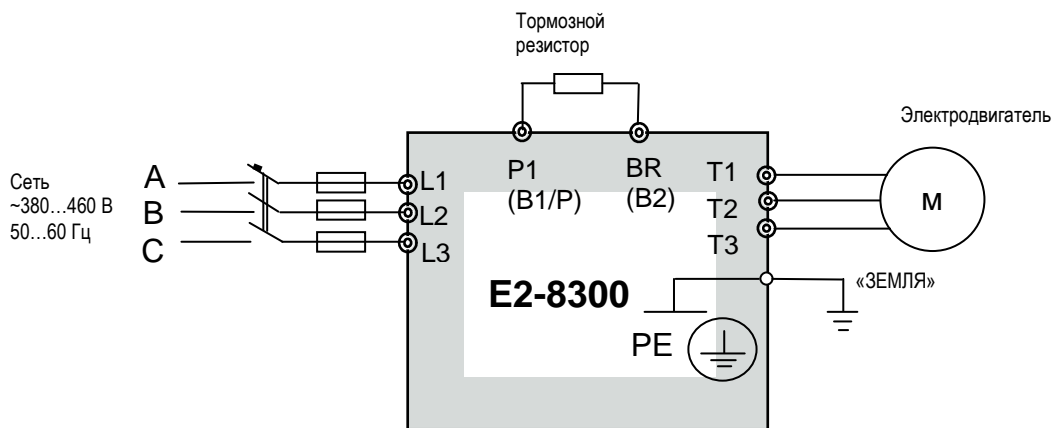 Тормозной
резистор
Электродвигатель
Сеть
~380...460 В
50...60 Гц
A
B
C
L1
L2
L3
P1
(B1/P)
BR
(B2)
T1
T2
T3
М
E2-8300
«ЗЕМЛЯ»
PE